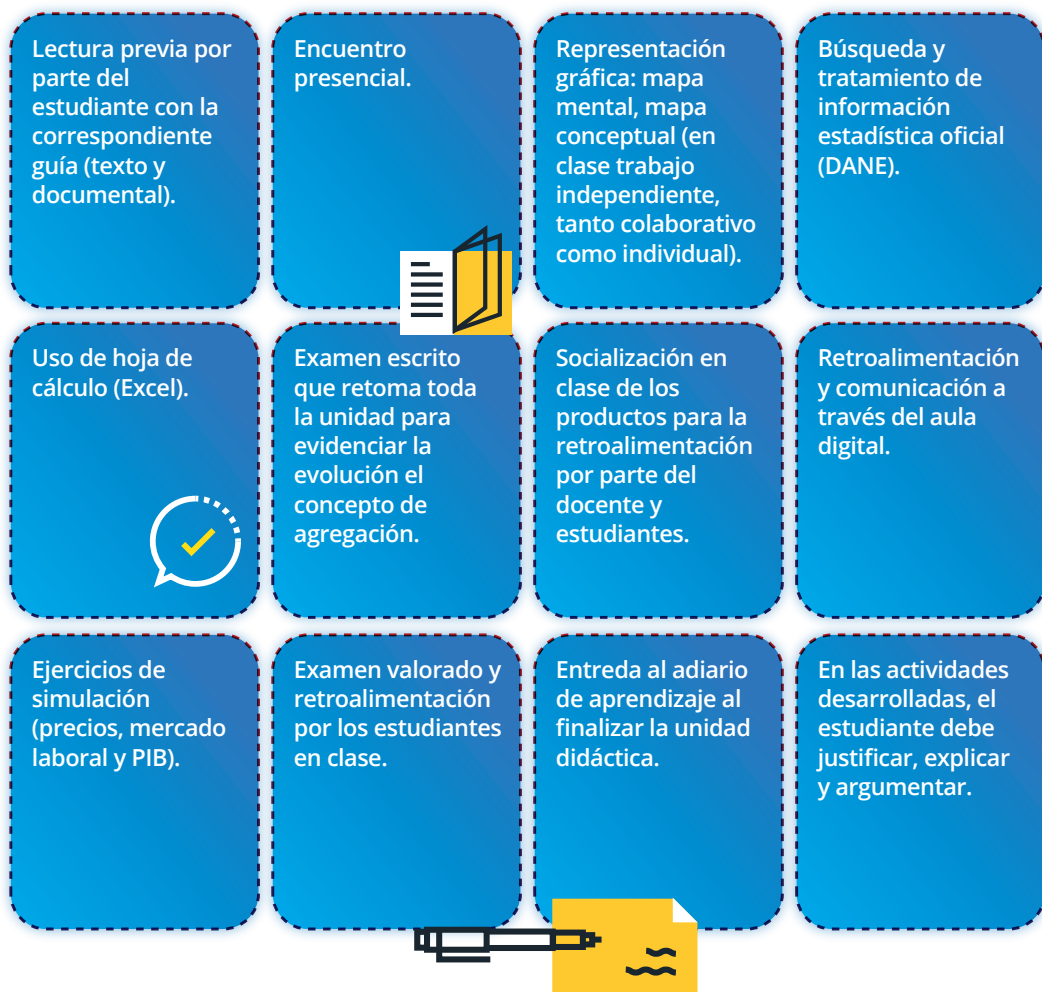 Lectura previa por
parte del
estudiante con la
correspondiente
guía (texto y
documental).
Encuentro
presencial.
Representación
gráfica: mapa
mental, mapa
conceptual (en
clase trabajo
independiente,
tanto colaborativo
como individual).
Búsqueda y
tratamiento de
información
estadística oficial
(DANE).
Uso de hoja de
cálculo (Excel).
Examen escrito
que retoma toda
la unidad para
evidenciar la
evolución el
concepto de
agregación.
Socialización en
clase de los
productos para la
retroalimentación
por parte del
docente y
estudiantes.
Retroalimentación
y comunicación a
través del aula
digital.
Ejercicios de
simulación
(precios, mercado
laboral y PIB).
Examen valorado y
retroalimentación
por los estudiantes
en clase.
Entreda al adiario
de aprendizaje al
finalizar la unidad
didáctica.
En las actividades
desarrolladas, el
estudiante debe
justificar, explicar
y argumentar.